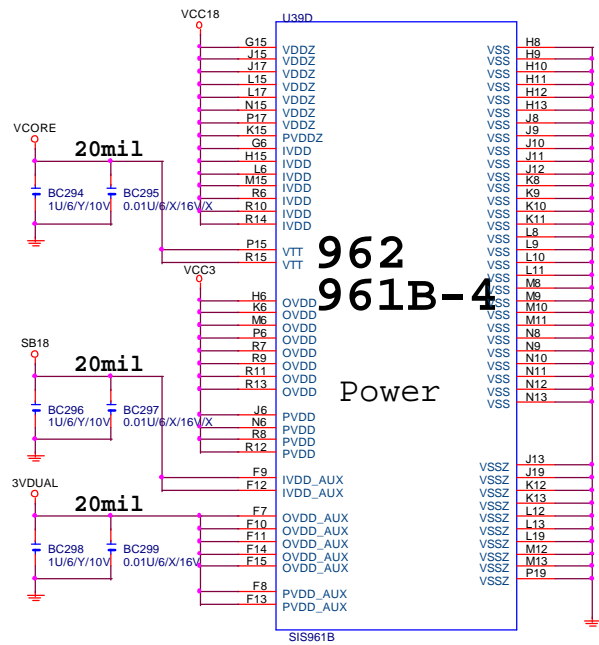 VCC18
U39D
G15 VDDZ VSS H8
J15 VDDZ VSS H9
J17 VDDZ VSS H10
L15 VDDZ VSS H11
L17 VDDZ VSS H12
N15 VDDZ VSS H13
P17 VDDZ VSS J8
K15 PVDDZ VSS J9
G6 IVDD VSS J10
H15 IVDD VSS J11
L6 IVDD VSS J12
M15 IVDD VSS K8
R6 IVDD VSS K9
R10 IVDD VSS K10
R14 IVDD VSS K11
VSS L8
P15 VTT VSS L9
R15 VTT VSS L10
VSS L11
VCORE
20mil
BC294
1U/6/Y/10V
BC295
0.01U/6/X/16V/X
962
961B-4
Power
VCC3
H6 OVDD VSS M8
K6 OVDD VSS M9
M6 OVDD VSS M10
P6 OVDD VSS M11
R7 OVDD VSS N8
R9 OVDD VSS N9
R11 OVDD VSS N10
R13 OVDD VSS N11
VSS N12
J6 PVDD VSS N13
N6 PVDD
R8 PVDD
R12 PVDD
SB18
20mil
BC296
1U/6/Y/10V
BC297
0.01U/6/X/16V/X
F9 IVDD_AUX VSSZ J13
F12 IVDD_AUX VSSZ J19
VSSZ K12
VSSZ K13
3VDUAL
20mil
BC298
1U/6/Y/10V
BC299
0.01U/6/X/16V
F7 OVDD_AUX VSSZ L12
F10 OVDD_AUX VSSZ L13
F11 OVDD_AUX VSSZ L19
F14 OVDD_AUX VSSZ M12
F15 OVDD_AUX VSSZ M13
VSSZ P19
F8 PVDD_AUX
F13 PVDD_AUX
SIS961B